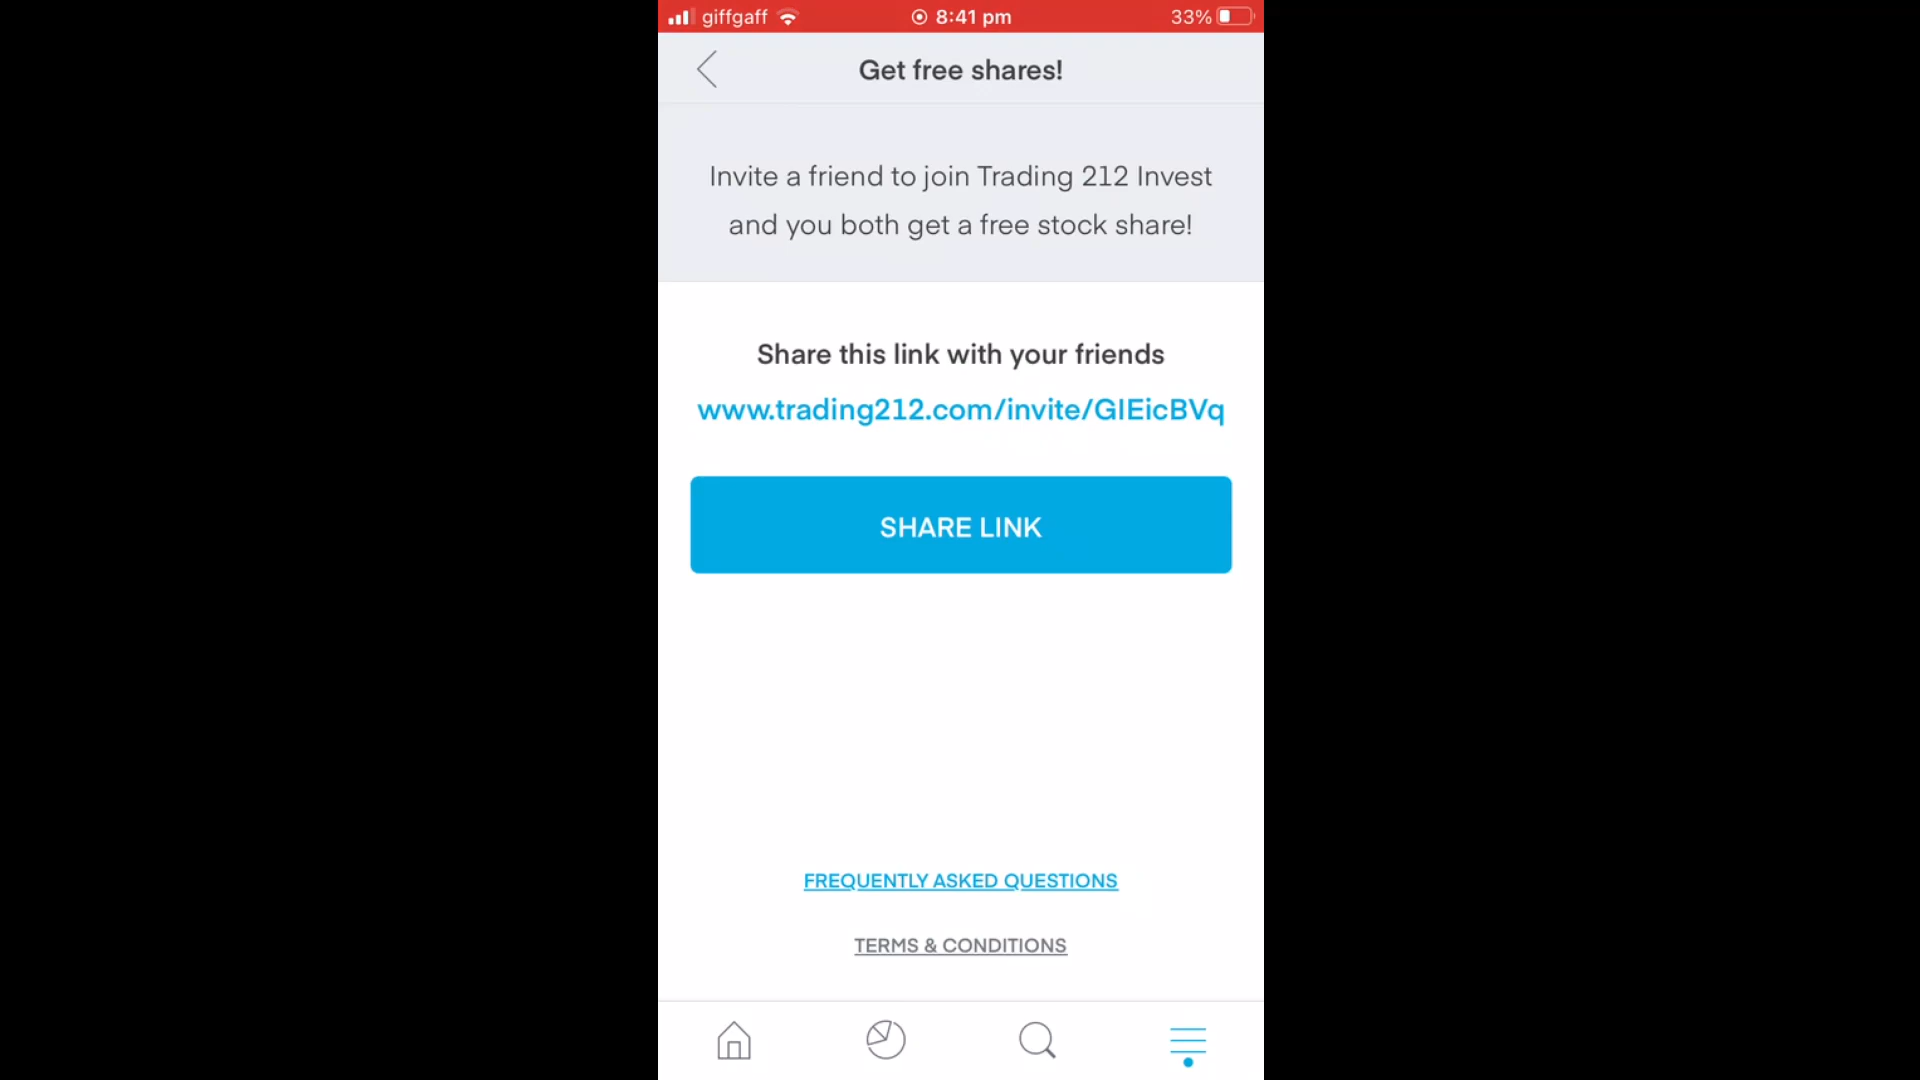 giffgaff 8:41 pm 33%
Get free shares!
Invite a friend to join Trading 212 Invest
and you both get a free stock share!
Share this link with your friends
www.trading212.com/invite/GIEicBVq
SHARE LINK
FREQUENTLY ASKED QUESTIONS
TERMS & CONDITIONS